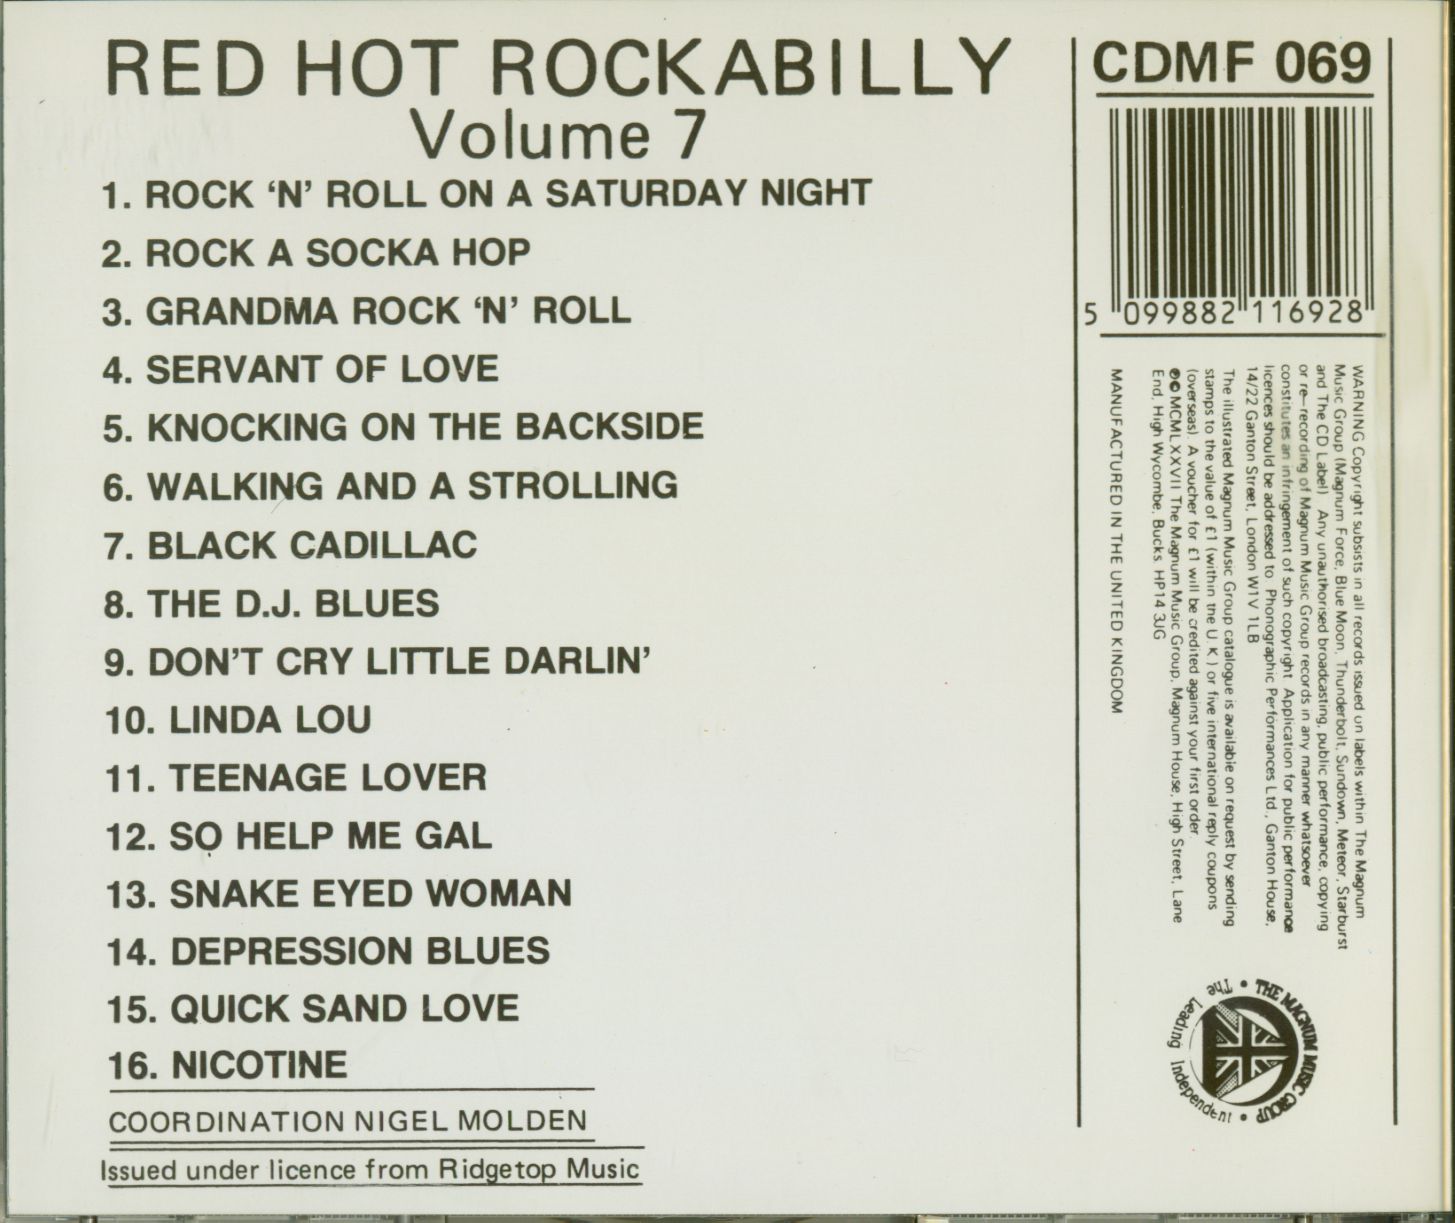 RED HOT ROCKABILLY
Volume 7
1. ROCK ‘N’ ROLL ON A SATURDAY NIGHT
2. ROCK A SOCKA HOP
3. GRANDMA ROCK ‘N’ ROLL
4. SERVANT OF LOVE
5. KNOCKING ON THE BACKSIDE
6. WALKING AND A STROLLING
7. BLACK CADILLAC
8. THE D.J. BLUES
9. DON’T CRY LITTLE DARLIN’
10. LINDA LOU
11. TEENAGE LOVER
12. SO HELP ME GAL
13. SNAKE EYED WOMAN
14. DEPRESSION BLUES
15. QUICK SAND LOVE
16. NICOTINE
COORDINATION NIGEL MOLDEN
Issued under licence from Ridgetop Music
CDMF 069
5 099882 116928
WARNING Copyright subsists in all records issued on labels within The Magnum
Music Group (Magnum Force, Blue Moon, Thunderbolt, Sundown, Meteor, Starburst
and The CD Label) Any unauthorised broadcasting, public performance, copying
or re-recording of Magnum Music Group records in any manner whatsoever
constitutes an infringement of such copyright Application for public performance
licences should be addressed to Phonographic Performances Ltd., Ganton House,
14/22 Ganton Street, London W1V 1LB
The illustrated Magnum Music Group catalogue is available on request by sending
stamps to the value of £1 (within the U.K.) or five international reply coupons
(overseas). A voucher for £1 will be credited against your first order
℗© MCMLXXVII The Magnum Music Group, Magnum House, High Street, Lane
End, High Wycombe, Bucks HP14 3JG
MANUFACTURED IN THE UNITED KINGDOM
THE MAGNUM MUSIC GROUP • The Leading Independent •